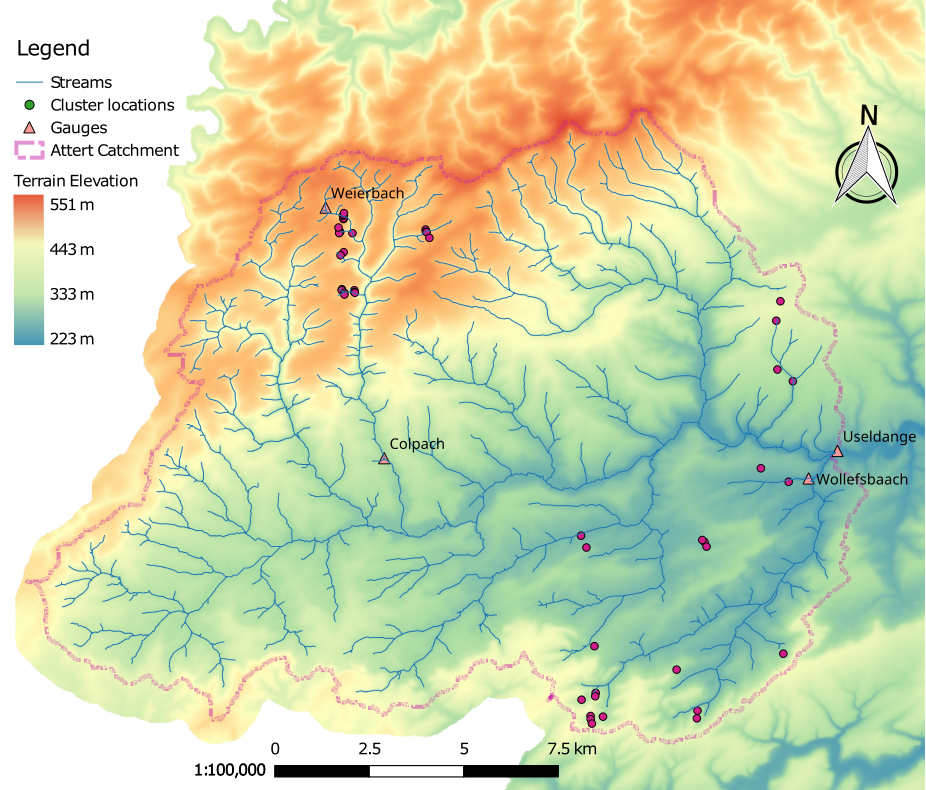 Legend
Streams
Cluster locations
Gauges
Attert Catchment
Terrain Elevation
551 m
443 m
333 m
223 m
N
Weierbach
Colpach
Useldange
Wollefsbaach
0 2.5 5 7.5 km
1:100,000